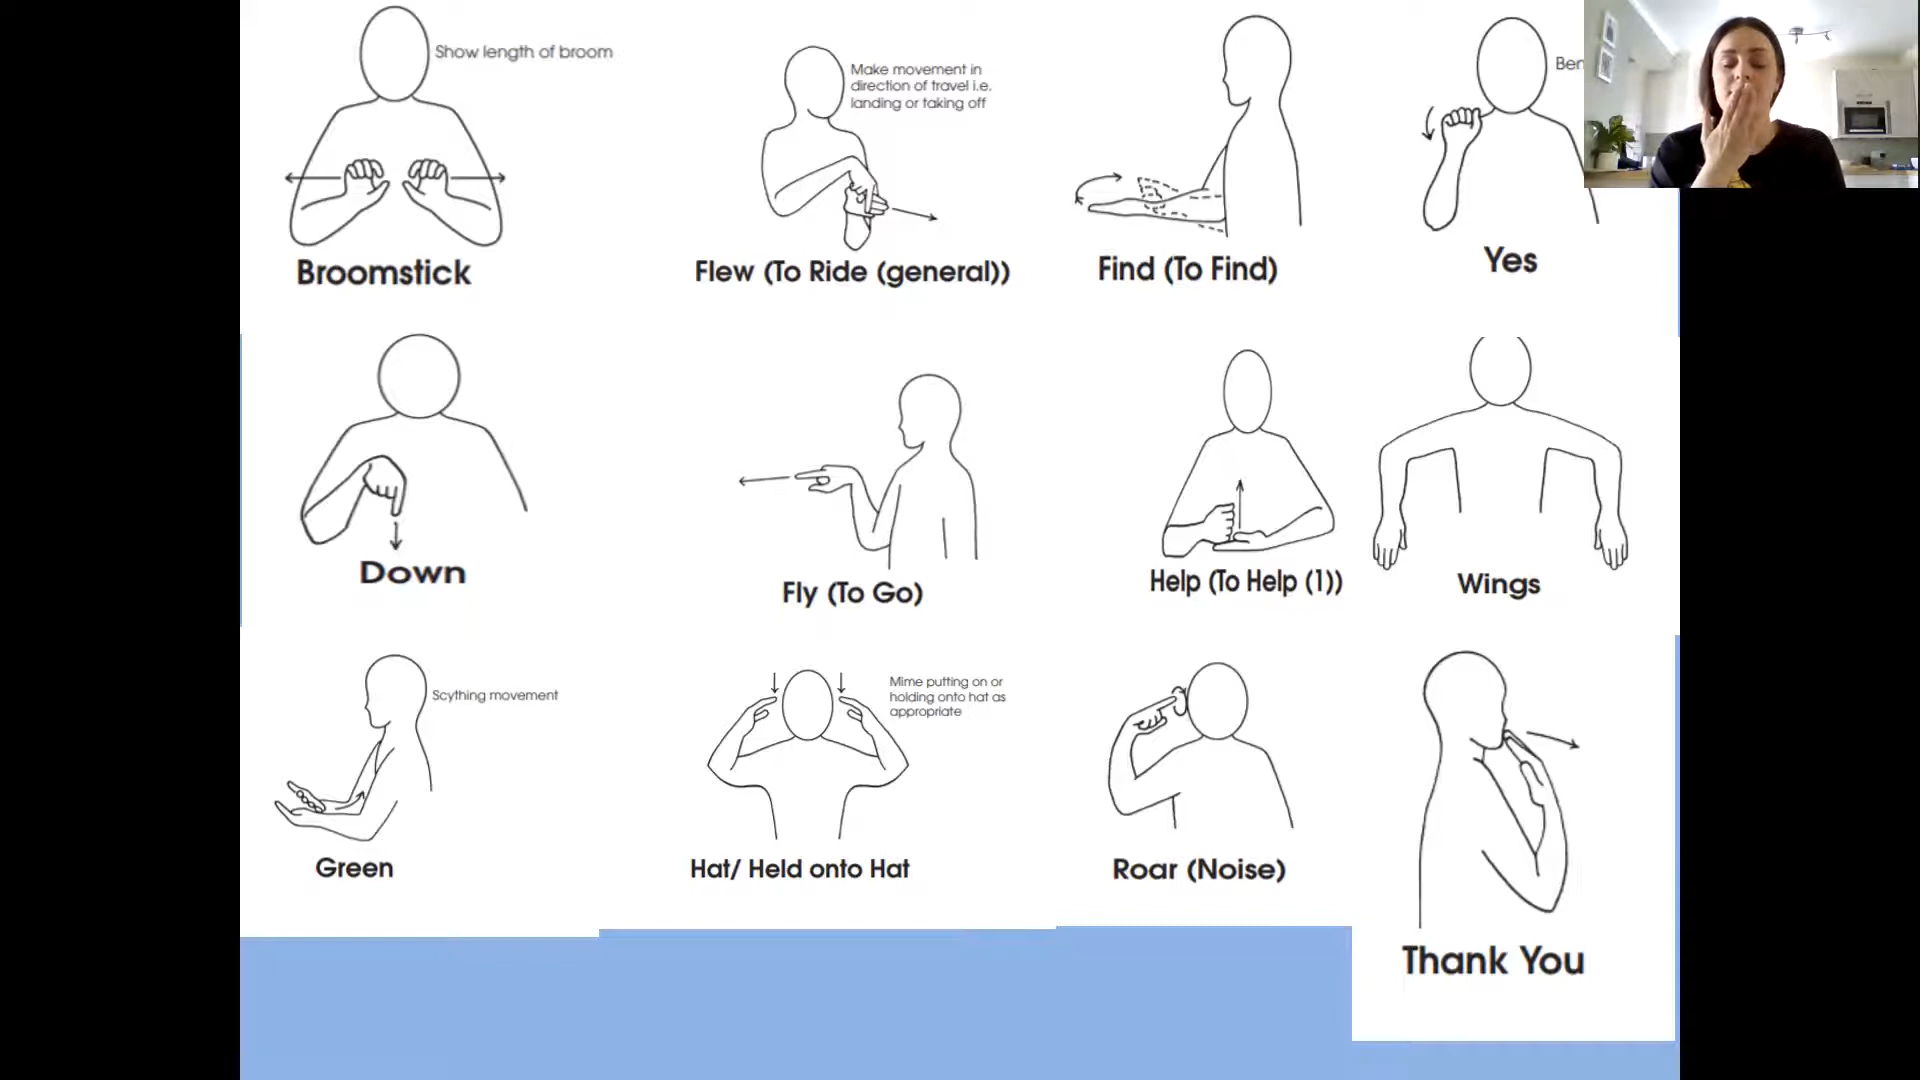 Show length of broom
Make movement in
direction of travel i.e.
landing or taking off
Broomstick
Flew (To Ride (general))
Find (To Find)
Yes
Down
Fly (To Go)
Help (To Help (1))
Wings
Scything movement
Mime putting on or
holding onto hat as
appropriate
Green
Hat/ Held onto Hat
Roar (Noise)
Thank You